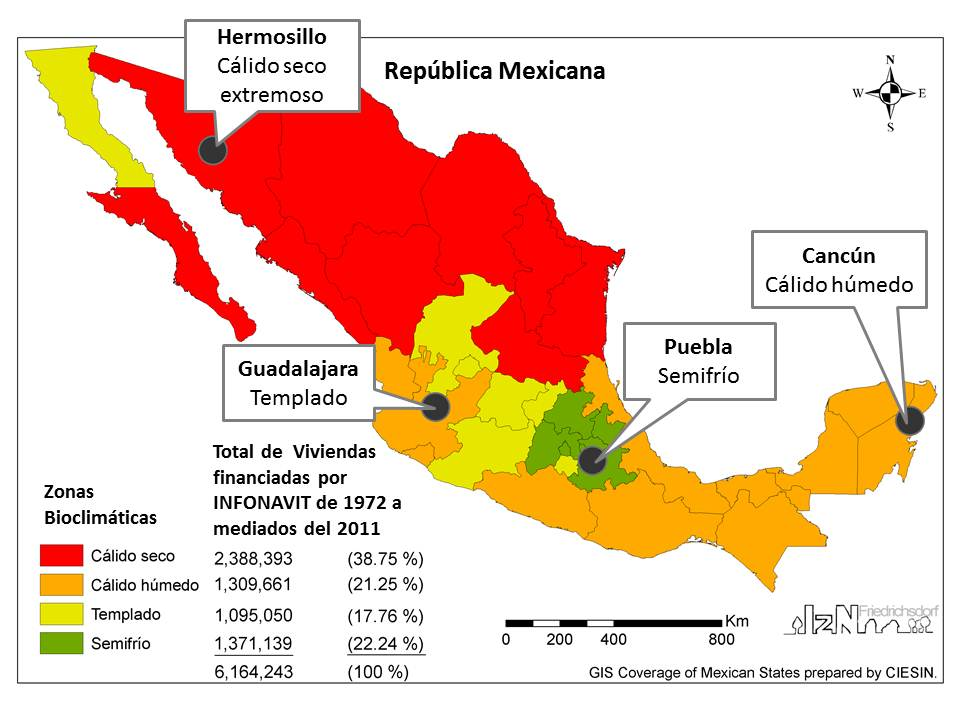 Hermosillo
Cálido seco
extremoso
República Mexicana
N
W E
S
Cancún
Cálido húmedo
Puebla
Semifrío
Guadalajara
Templado
Total de Viviendas
financiadas por
INFONAVIT de 1972 a
mediados del 2011
Zonas
Bioclimáticas
Cálido seco 2,388,393 (38.75 %)
Cálido húmedo 1,309,661 (21.25 %)
Templado 1,095,050 (17.76 %)
Semifrío 1,371,139 (22.24 %)
6,164,243 (100 %)
Km
0 200 400 800
IzN Friedrichsdorf
GIS Coverage of Mexican States prepared by CIESIN.